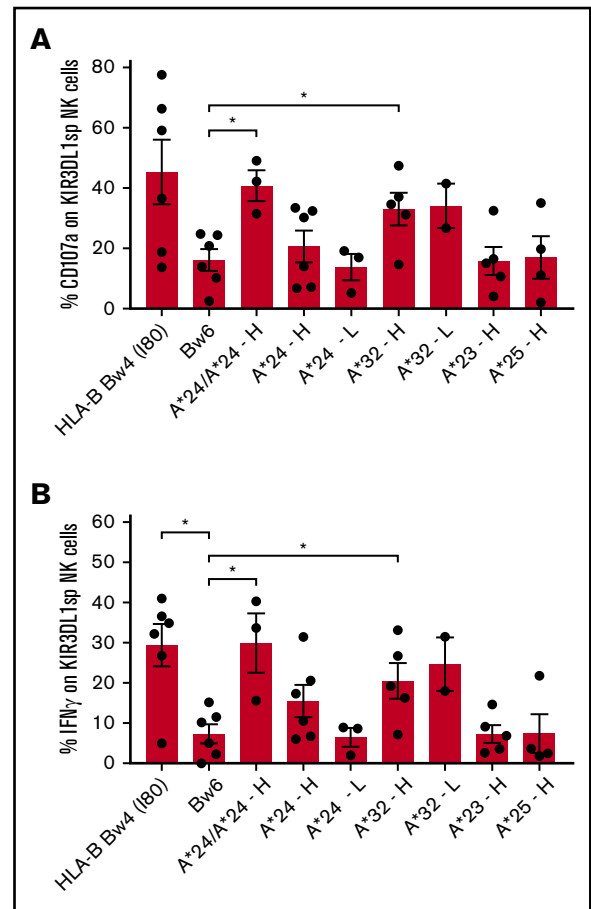 A
% CD107a on KIR3DL1sp NK cells
80
60
40
20
0
*
*
HLA-B Bw4 (I80)
Bw6
A*24/A*24 - H
A*24 - H
A*24 - L
A*32 - H
A*32 - L
A*23 - H
A*25 - H
B
% IFNγ on KIR3DL1sp NK cells
60
50
40
30
20
10
0
*
*
*
HLA-B Bw4 (I80)
Bw6
A*24/A*24 - H
A*24 - H
A*24 - L
A*32 - H
A*32 - L
A*23 - H
A*25 - H